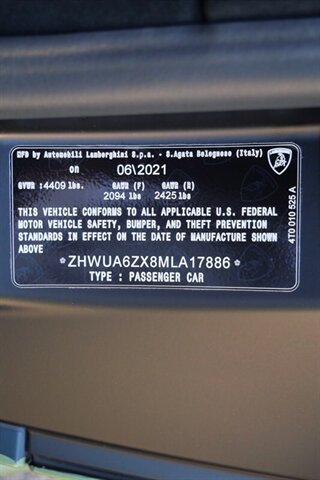 MFD by Automobili Lamborghini S.p.a. - S.Agata Bolognese (Italy)
on 06\2021
GVWR :4409 lbs. GAWR (F) GAWR (R)
2094 lbs 2425 lbs
THIS VEHICLE CONFORMS TO ALL APPLICABLE U.S. FEDERAL
MOTOR VEHICLE SAFETY, BUMPER, AND THEFT PREVENTION
STANDARDS IN EFFECT ON THE DATE OF MANUFACTURE SHOWN
ABOVE
*ZHWUA6ZX8MLA17886*
TYPE : PASSENGER CAR
4T0 010 525 A